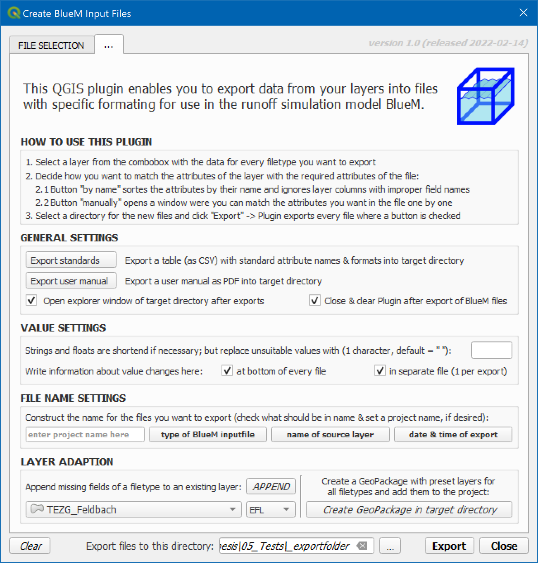 Create BlueM Input Files
FILE SELECTION
...
version 1.0 (released 2022-02-14)
This QGIS plugin enables you to export data from your layers into files
with specific formating for use in the runoff simulation model BlueM.
HOW TO USE THIS PLUGIN
1. Select a layer from the combobox with the data for every filetype you want to export
2. Decide how you want to match the attributes of the layer with the required attributes of the file:
2.1 Button "by name" sortes the attributes by their name and ignores layer columns with improper field names
2.2 Button "manually" opens a window were you can match the attributes you want in the file one by one
3. Select a directory for the new files and click "Export" -> Plugin exports every file where a button is checked
GENERAL SETTINGS
Export standards Export a table (as CSV) with standard attribute names & formats into target directory
Export user manual Export a user manual as PDF into target directory
Open explorer window of target directory after exports Close & clear Plugin after export of BlueM files
VALUE SETTINGS
Strings and floats are shortend if necessary; but replace unsuitable values with (1 character, default = " "):
Write information about value changes here: at bottom of every file in separate file (1 per export)
FILE NAME SETTINGS
Construct the name for the files you want to export (check what should be in name & set a project name, if desired):
enter project name here type of BlueM inputfile name of source layer date & time of export
LAYER ADAPTION
Append missing fields of a filetype to an existing layer: APPEND
TEZG_Feldbach EFL
Create a GeoPackage with preset layers for
all filetypes and add them to the project:
Create GeoPackage in target directory
Clear Export files to this directory: esis\05_Tests\_exportfolder ... Export Close